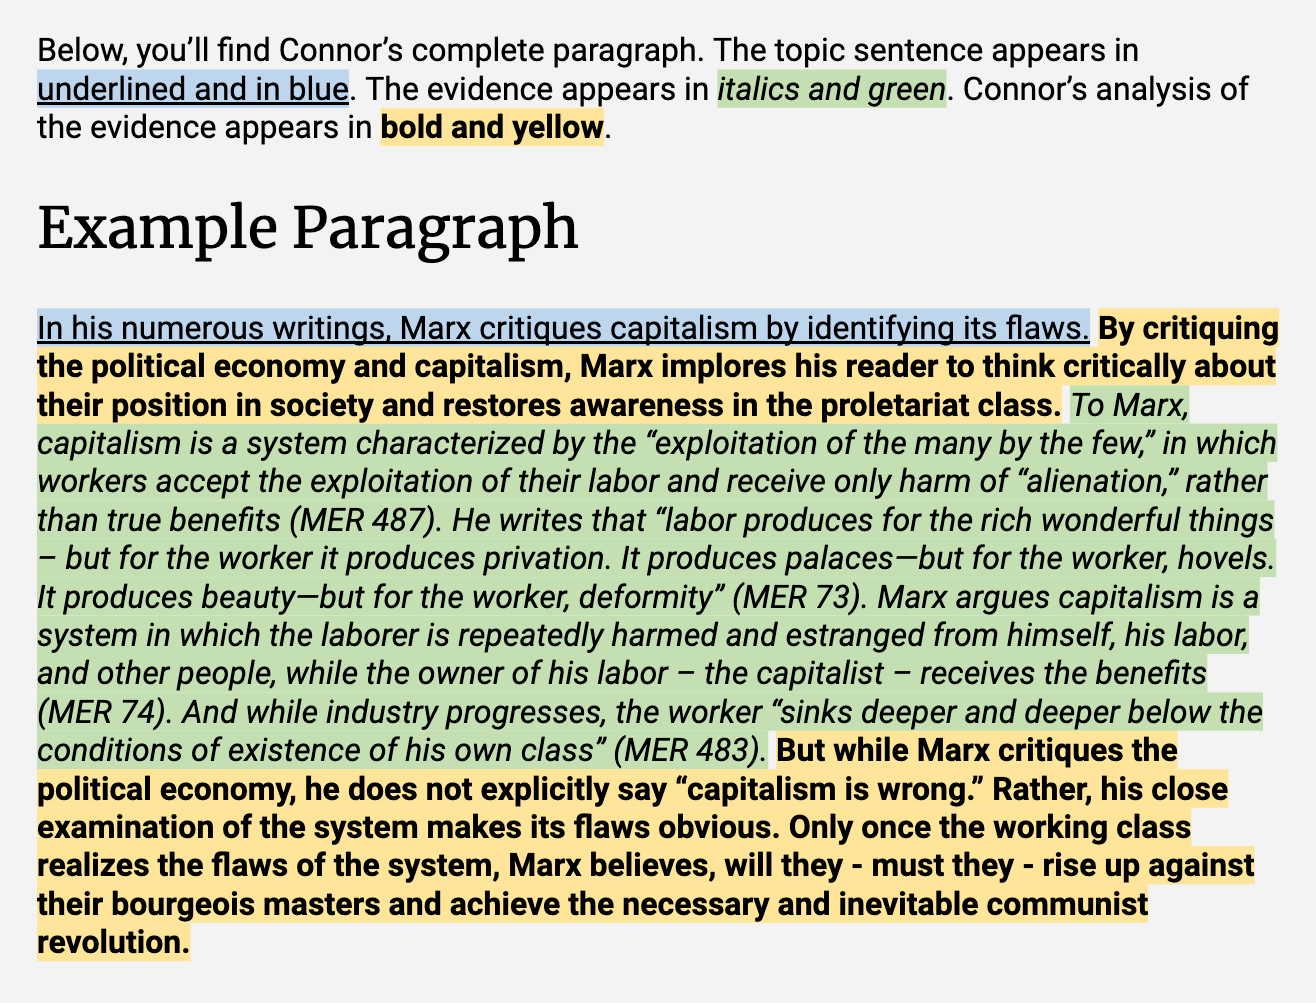 Below, you’ll find Connor’s complete paragraph. The topic sentence appears in
underlined and in blue. The evidence appears in italics and green. Connor’s analysis of
the evidence appears in bold and yellow.
Example Paragraph
In his numerous writings, Marx critiques capitalism by identifying its flaws. By critiquing
the political economy and capitalism, Marx implores his reader to think critically about
their position in society and restores awareness in the proletariat class. To Marx,
capitalism is a system characterized by the “exploitation of the many by the few,” in which
workers accept the exploitation of their labor and receive only harm of “alienation,” rather
than true benefits (MER 487). He writes that “labor produces for the rich wonderful things
– but for the worker it produces privation. It produces palaces—but for the worker, hovels.
It produces beauty—but for the worker, deformity” (MER 73). Marx argues capitalism is a
system in which the laborer is repeatedly harmed and estranged from himself, his labor,
and other people, while the owner of his labor – the capitalist – receives the benefits
(MER 74). And while industry progresses, the worker “sinks deeper and deeper below the
conditions of existence of his own class” (MER 483). But while Marx critiques the
political economy, he does not explicitly say “capitalism is wrong.” Rather, his close
examination of the system makes its flaws obvious. Only once the working class
realizes the flaws of the system, Marx believes, will they - must they - rise up against
their bourgeois masters and achieve the necessary and inevitable communist
revolution.